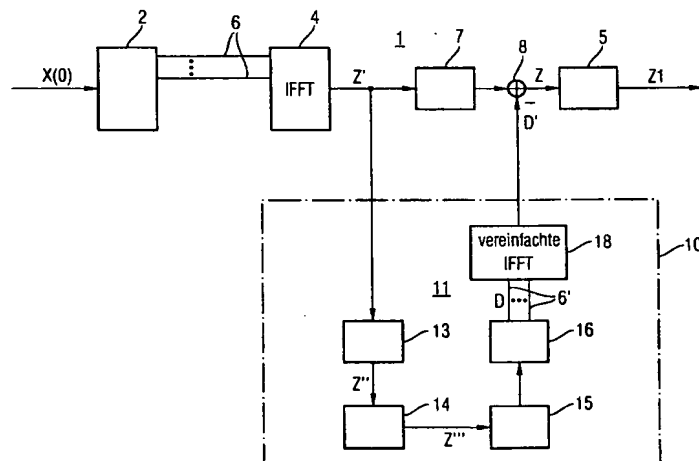 2
6
4
1
7
8
5
X(0)
IFFT
Z'
Z
Z1
–
D'
vereinfachte
IFFT
18
10
11
D
6'
13
16
Z''
14
Z'''
15